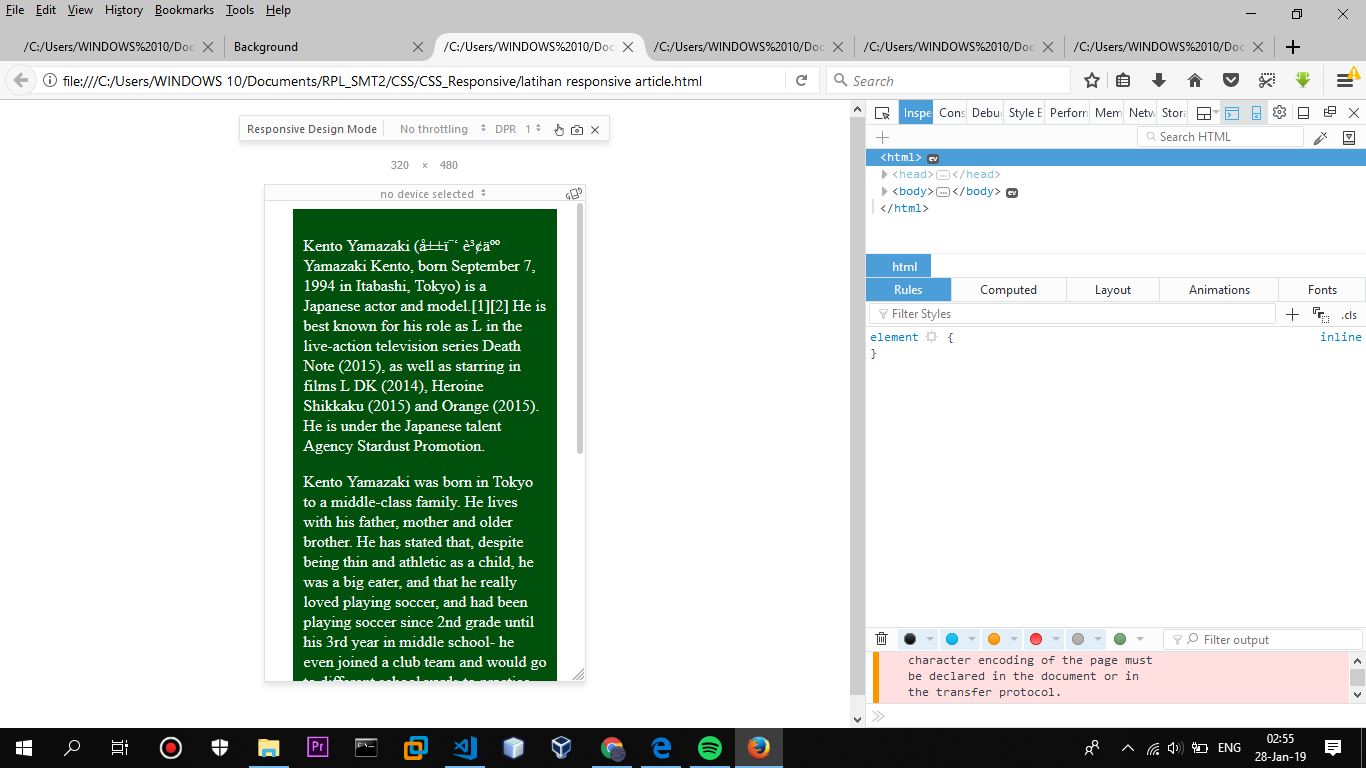 File Edit View History Bookmarks Tools Help
/C:/Users/WINDOWS%2010/Doc
Background
/C:/Users/WINDOWS%2010/Doc
/C:/Users/WINDOWS%2010/Doc
/C:/Users/WINDOWS%2010/Doc
/C:/Users/WINDOWS%2010/Doc
file:///C:/Users/WINDOWS 10/Documents/RPL_SMT2/CSS/CSS_Responsive/latihan responsive article.html
Search
Responsive Design Mode No throttling DPR 1
320 × 480
no device selected
Kento Yamazaki (å±±ï¨‘ è³¢äºº
Yamazaki Kento, born September 7,
1994 in Itabashi, Tokyo) is a
Japanese actor and model.[1][2] He is
best known for his role as L in the
live-action television series Death
Note (2015), as well as starring in
films L DK (2014), Heroine
Shikkaku (2015) and Orange (2015).
He is under the Japanese talent
Agency Stardust Promotion.
Kento Yamazaki was born in Tokyo
to a middle-class family. He lives
with his father, mother and older
brother. He has stated that, despite
being thin and athletic as a child, he
was a big eater, and that he really
loved playing soccer, and had been
playing soccer since 2nd grade until
his 3rd year in middle school- he
even joined a club team and would go
Inspe Cons Debu Style E Perforn Mem Netw Stora
Search HTML
<html> ev
<head> </head>
<body> </body> ev
</html>
html
Rules Computed Layout Animations Fonts
Filter Styles .cls
element { inline
}
Filter output
character encoding of the page must
be declared in the document or in
the transfer protocol.
Pr
ENG
02:55
28-Jan-19